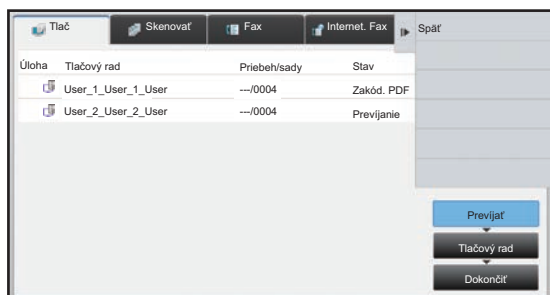 Tlač Skenovať Fax Internet. Fax Späť
Úloha Tlačový rad Priebeh/sady Stav
User_1_User_1_User ---/0004 Zakód. PDF
User_2_User_2_User ---/0004 Prevíjanie
Previjať
Tlačový rad
Dokončiť